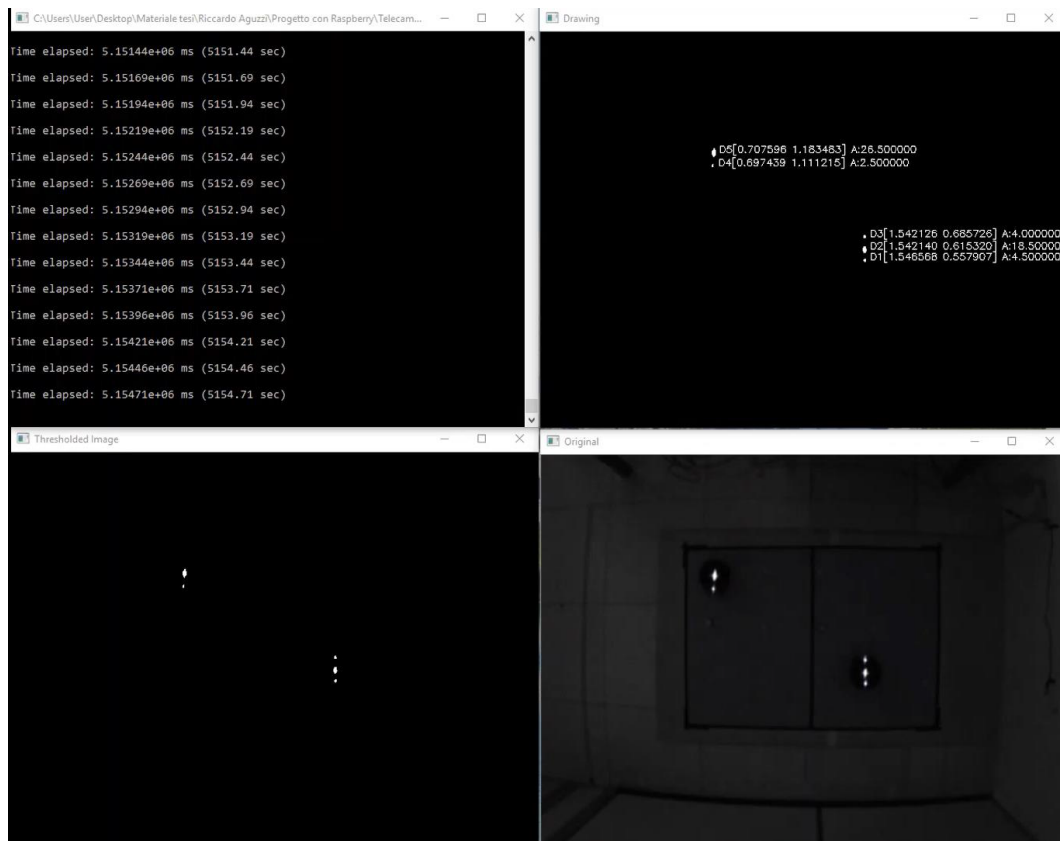 C:\Users\User\Desktop\Materiale tesi\Riccardo Aguzzi\Progetto con Raspberry\Telecam...
Time elapsed: 5.15144e+06 ms (5151.44 sec)
Time elapsed: 5.15169e+06 ms (5151.69 sec)
Time elapsed: 5.15194e+06 ms (5151.94 sec)
Time elapsed: 5.15219e+06 ms (5152.19 sec)
Time elapsed: 5.15244e+06 ms (5152.44 sec)
Time elapsed: 5.15269e+06 ms (5152.69 sec)
Time elapsed: 5.15294e+06 ms (5152.94 sec)
Time elapsed: 5.15319e+06 ms (5153.19 sec)
Time elapsed: 5.15344e+06 ms (5153.44 sec)
Time elapsed: 5.15371e+06 ms (5153.71 sec)
Time elapsed: 5.15396e+06 ms (5153.96 sec)
Time elapsed: 5.15421e+06 ms (5154.21 sec)
Time elapsed: 5.15446e+06 ms (5154.46 sec)
Time elapsed: 5.15471e+06 ms (5154.71 sec)
Drawing
D5[0.707596 1.183483] A:26.500000
D4[0.697439 1.111215] A:2.500000
D3[1.542126 0.685726] A:4.000000
D2[1.542140 0.615320] A:18.50000
D1[1.546568 0.557907] A:4.500000
Thresholded Image
Original